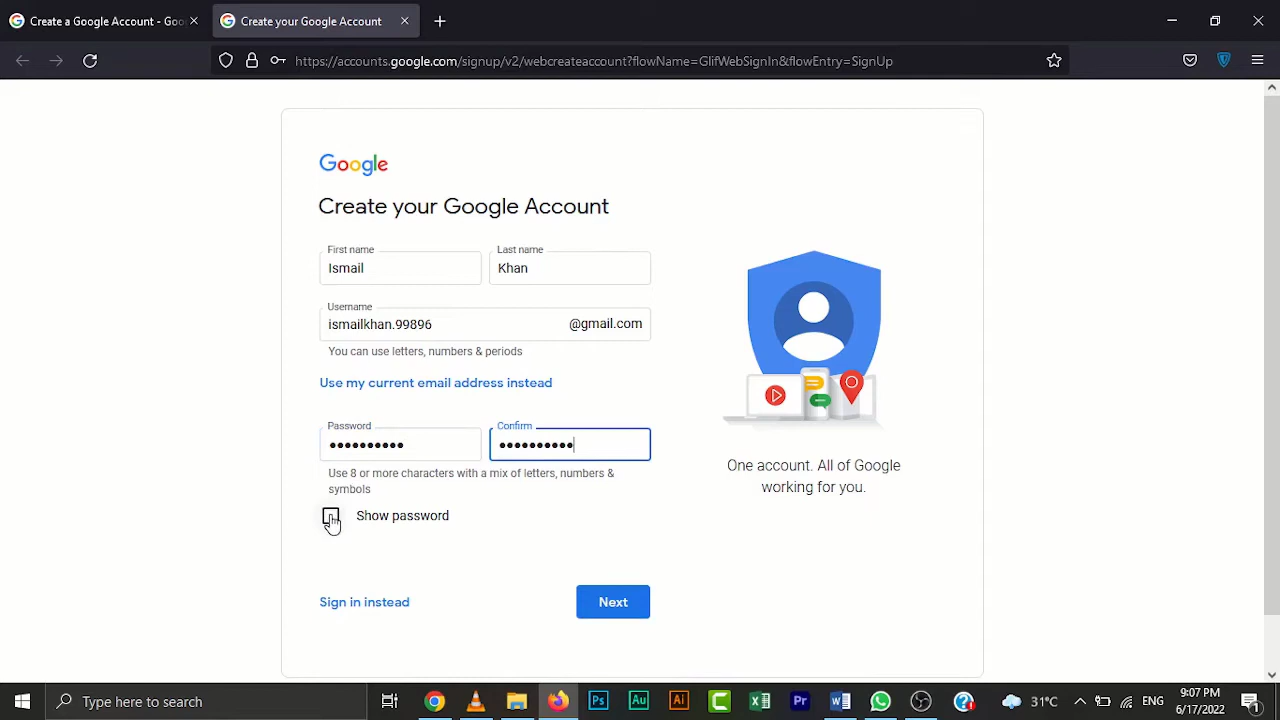 Create a Google Account - Goo
Create your Google Account
https://accounts.google.com/signup/v2/webcreateaccount?flowName=GlifWebSignIn&flowEntry=SignUp
Google
Create your Google Account
First name
Last name
Ismail
Khan
Username
ismailkhan.99896
@gmail.com
You can use letters, numbers & periods
Use my current email address instead
Password
Confirm
Use 8 or more characters with a mix of letters, numbers &
symbols
Show password
Sign in instead
Next
One account. All of Google
working for you.
Type here to search
Ps
Au
Ai
Pr
31°C
ENG
9:07 PM
6/17/2022